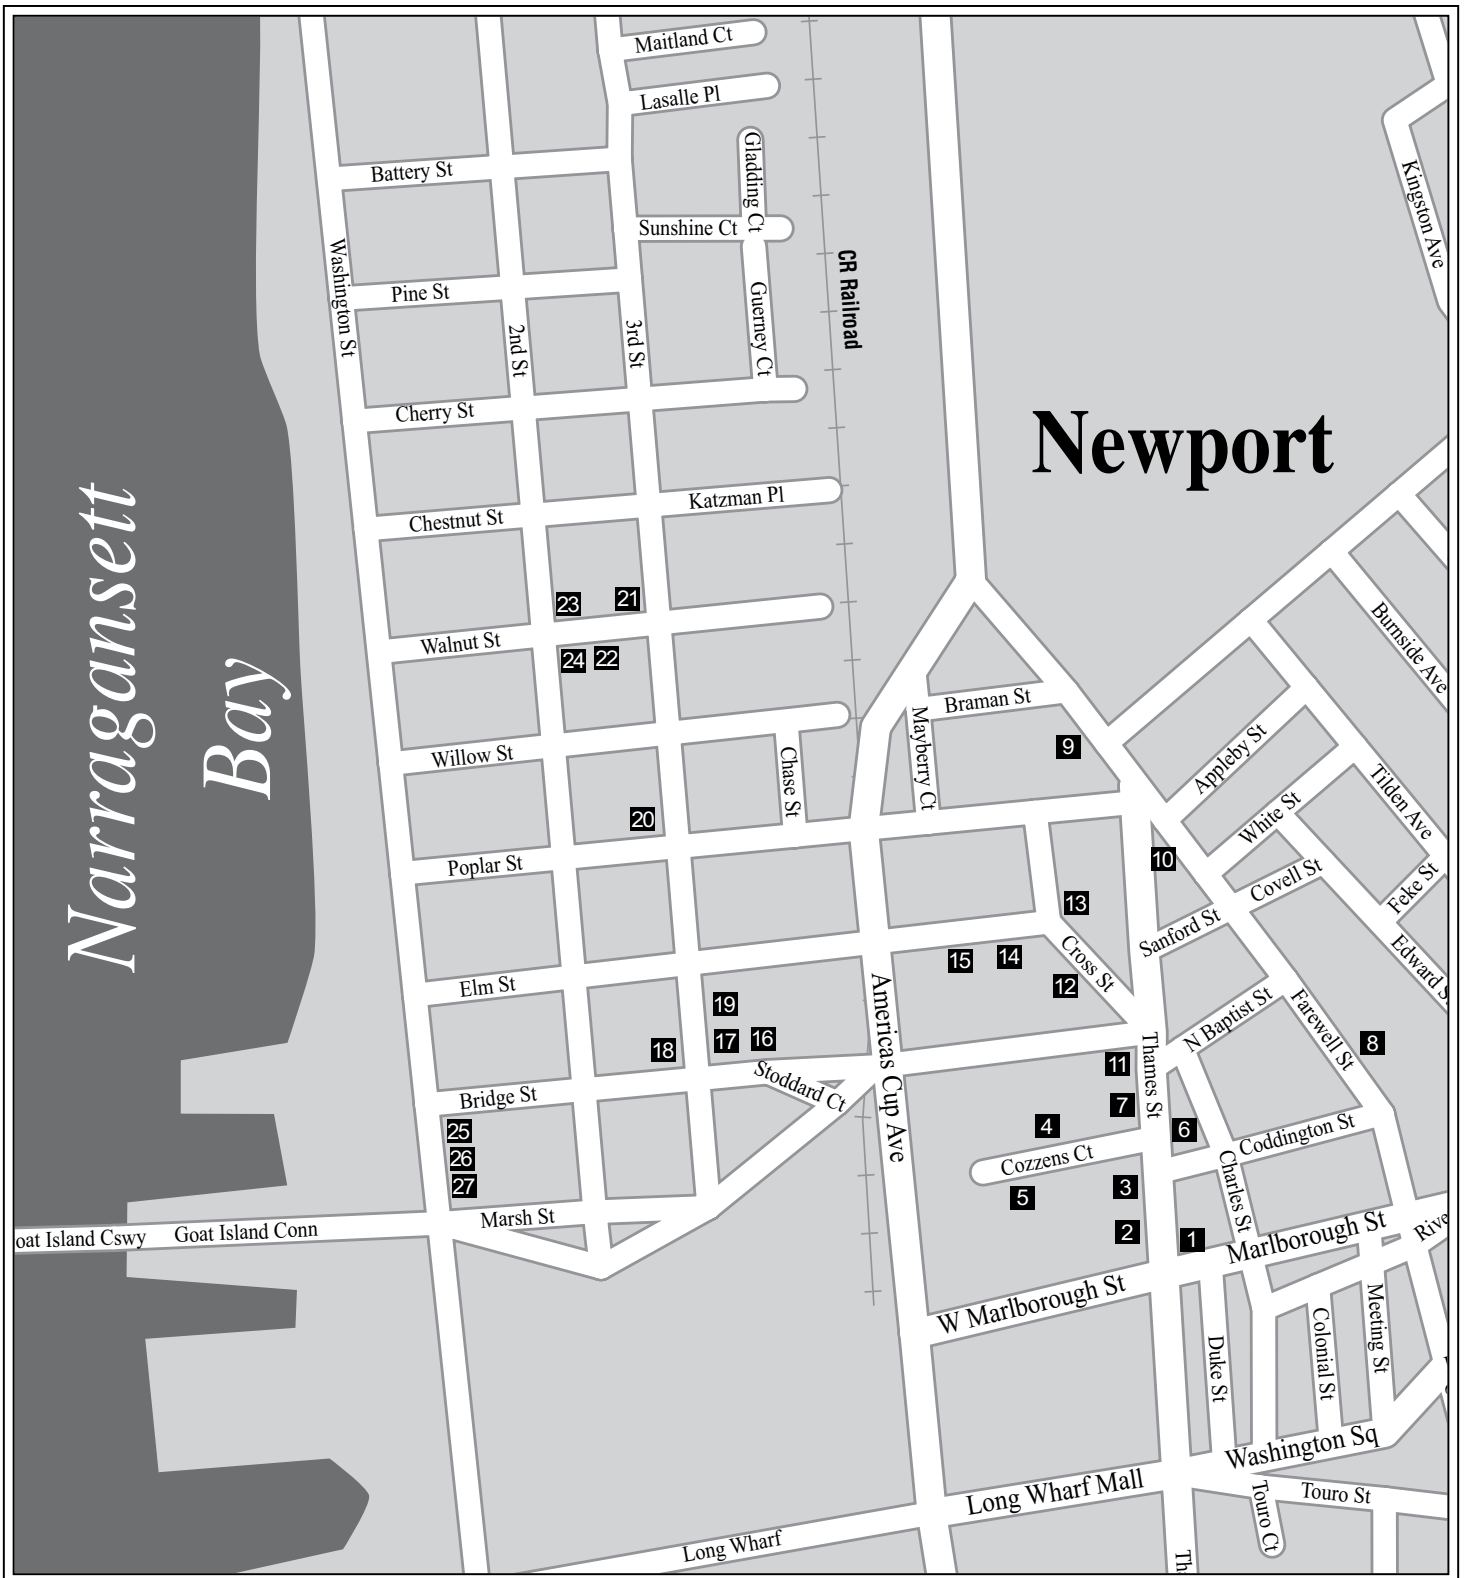 Maitland Ct
Lasalle Pl
Gladding Ct
Battery St
Sunshine Ct
Kingston Ave
Washington St
Pine St
2nd St
3rd St
Guerney Ct
CR Railroad
Cherry St
Newport
Narragansett
Bay
Chestnut St
Katzman Pl
23
21
Walnut St
24
22
Burnside Ave
Braman St
Mayberry Ct
9
Willow St
Chase St
Appleby St
White St
Tilden Ave
20
Poplar St
10
Covell St
Feke St
13
Sanford St
Edward S
Cross St
15
14
12
Elm St
Americas Cup Ave
19
18
17
16
Stoddard Ct
N Baptist St
Farewell St
8
Thames St
11
7
Bridge St
4
6
Coddington St
25
26
27
Cozzens Ct
5
3
Charles St
2
1
Marlborough St
Rive
Marsh St
oat Island Cswy
Goat Island Conn
W Marlborough St
Duke St
Colonial St
Meeting St
Washington Sq
Long Wharf Mall
Touro St
Touro Ct
Long Wharf
Tha